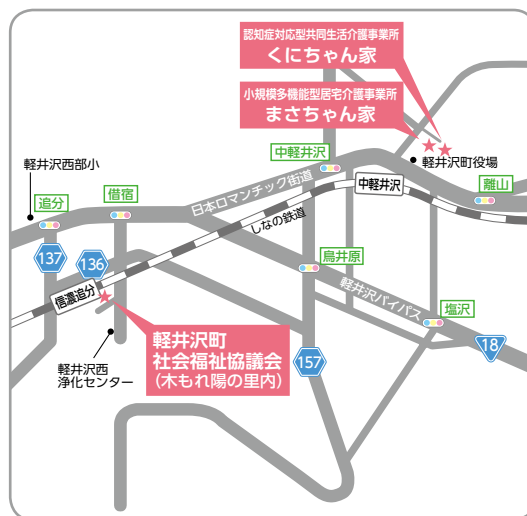 認知症対応型共同生活介護事業所
くにちゃん家
小規模多機能型居宅介護事業所
まさちゃん家
中軽井沢
軽井沢町役場
軽井沢西部小
追分
借宿
日本ロマンチック街道
中軽井沢
離山
しなの鉄道
137
136
鳥井原
信濃追分
軽井沢バイパス
塩沢
軽井沢町
社会福祉協議会
(木もれ陽の里内)
軽井沢西
浄化センター
157
18